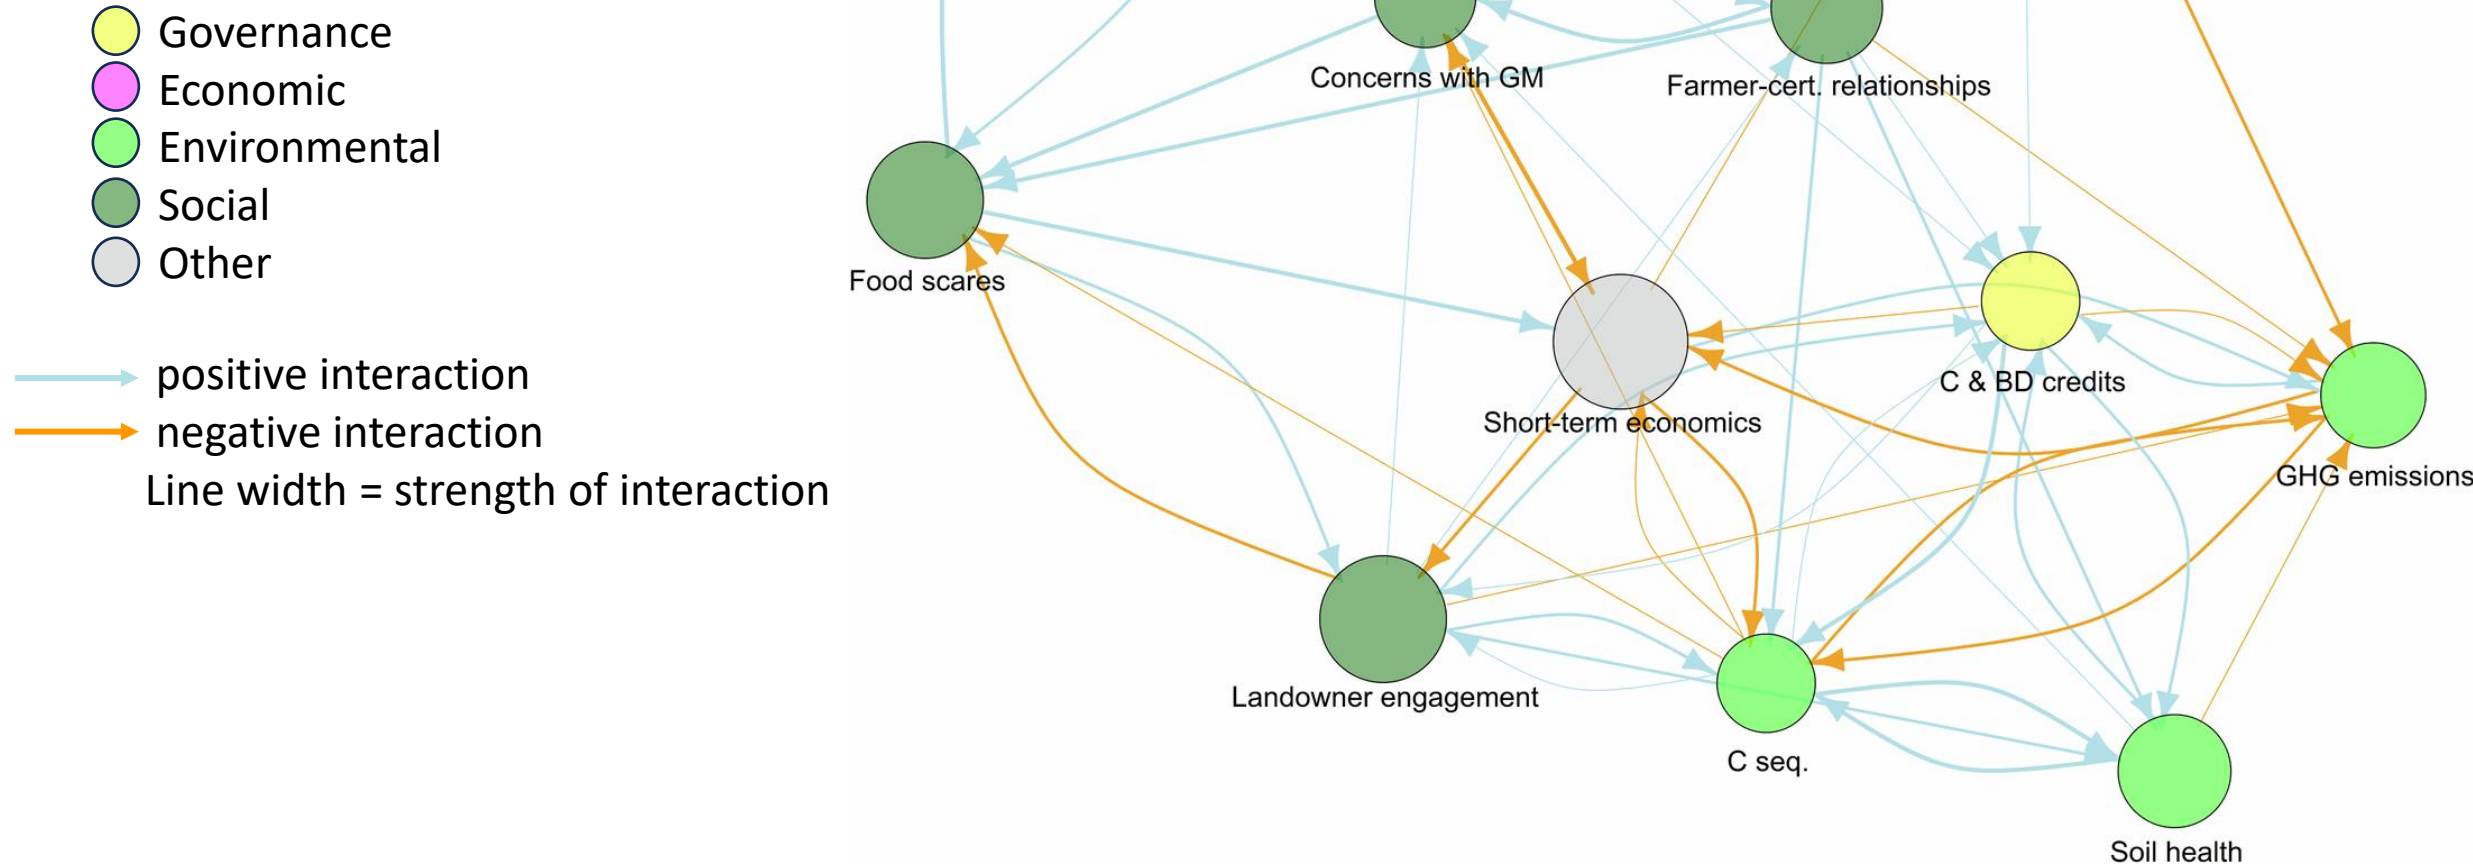 Governance
Economic
Environmental
Social
Other
positive interaction
negative interaction
Line width = strength of interaction
Concerns with GM
Farmer-cert. relationships
Food scares
C & BD credits
Short-term economics
GHG emissions
Landowner engagement
C seq.
Soil health